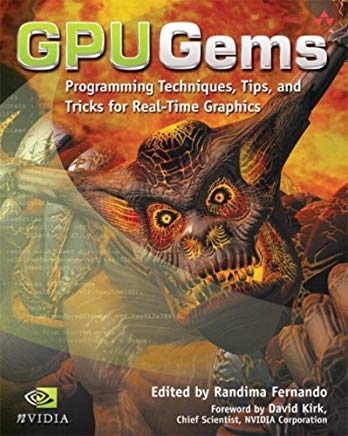 GPU Gems
Programming Techniques, Tips, and
Tricks for Real-Time Graphics
Edited by Randima Fernando
Foreword by David Kirk,
Chief Scientist, NVIDIA Corporation
nVIDIA